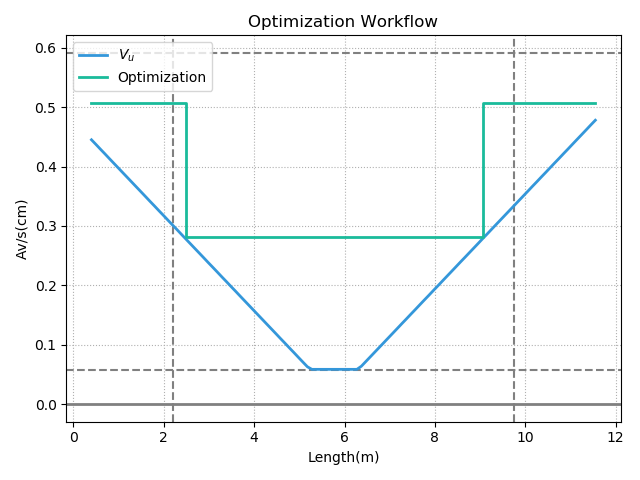 Optimization Workflow
V_u
Optimization
Av/s(cm)
0.6
0.5
0.4
0.3
0.2
0.1
0.0
0 2 4 6 8 10 12
Length(m)